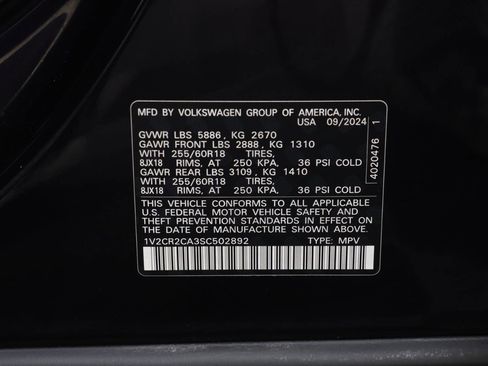 MFD BY VOLKSWAGEN GROUP OF AMERICA, INC.
USA 09/2024
GVWR LBS 5886 , KG 2670
GAWR FRONT LBS 2888 , KG 1310
WITH 255/60R18 TIRES,
8JX18 RIMS, AT 250 KPA, 36 PSI COLD
GAWR REAR LBS 3109 , KG 1410
WITH 255/60R18 TIRES,
8JX18 RIMS, AT 250 KPA, 36 PSI COLD
THIS VEHICLE CONFORMS TO ALL APPLICABLE
U.S. FEDERAL MOTOR VEHICLE SAFETY AND
THEFT PREVENTION STANDARDS IN EFFECT ON
THE DATE OF MANUFACTURE SHOWN ABOVE.
1V2CR2CA3SC502892 TYPE: MPV
4020476 1